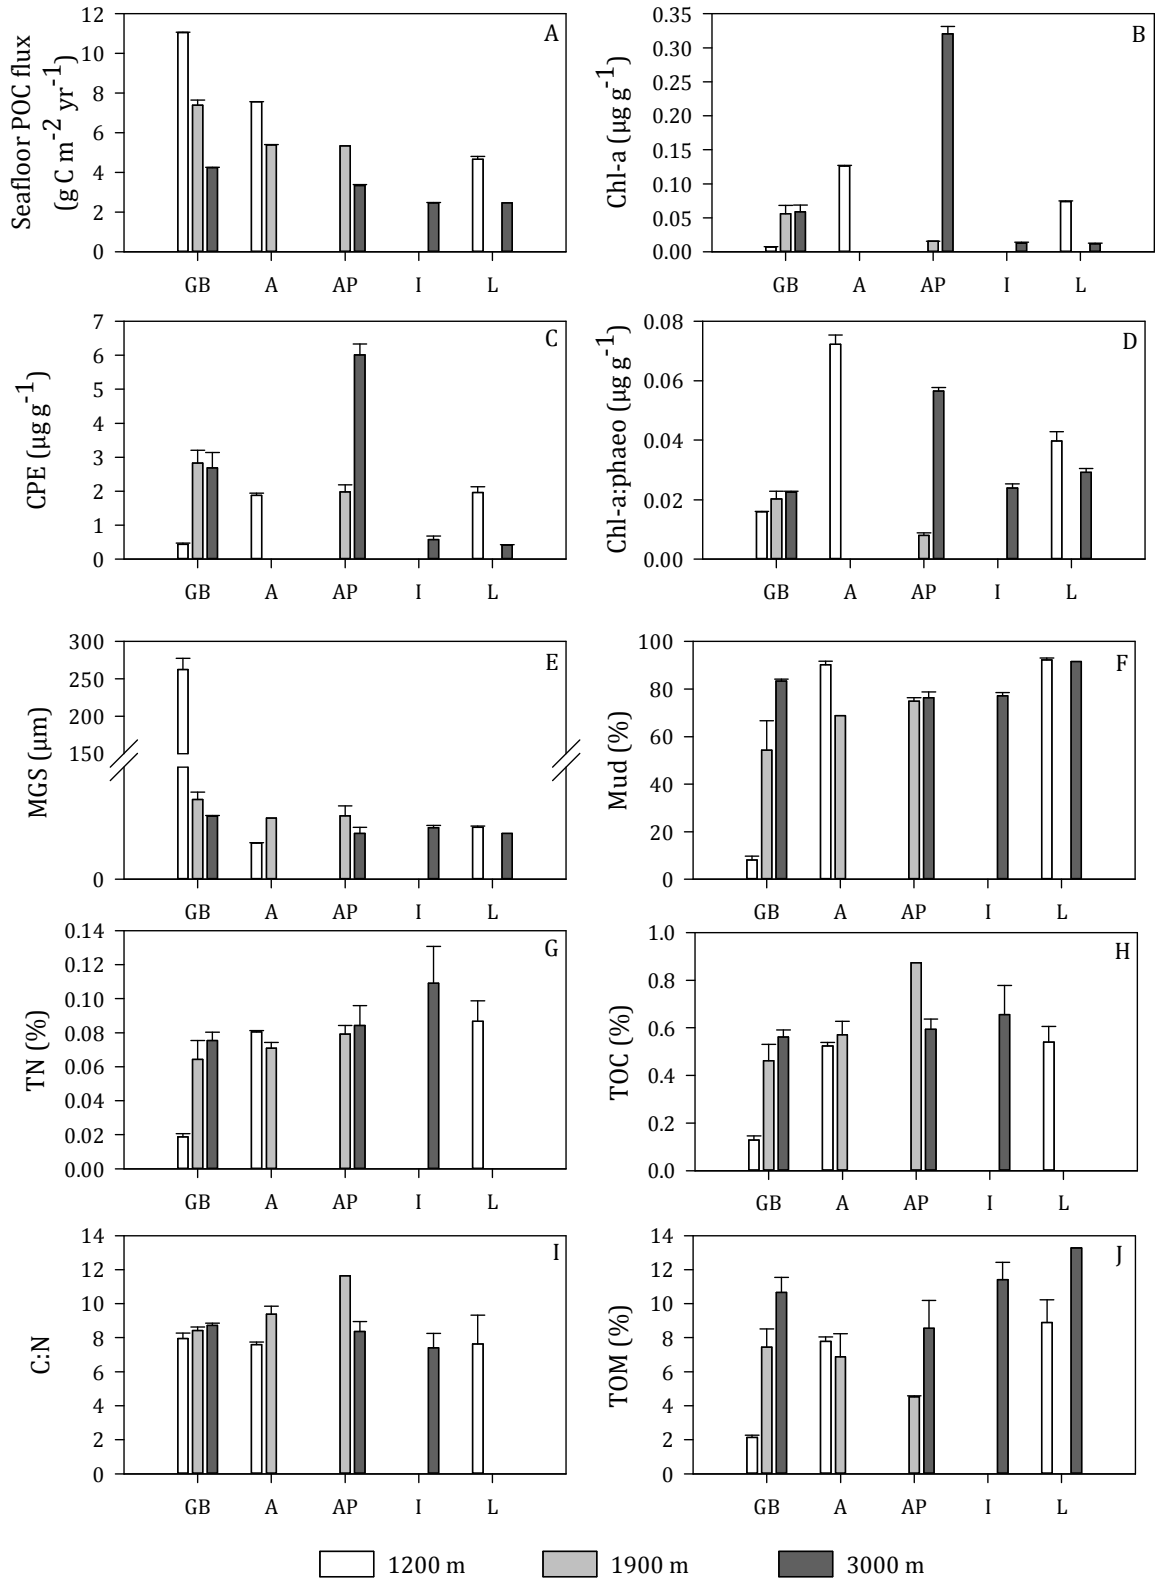 A
Seafloor POC flux
(g C m⁻² yr⁻¹)
12
10
8
6
4
2
0
GB A AP I L
B
Chl-a (µg g⁻¹)
0.35
0.30
0.25
0.20
0.15
0.10
0.05
0.00
GB A AP I L
C
CPE (µg g⁻¹)
7
6
5
4
3
2
1
0
GB A AP I L
D
Chl-a:phaeo (µg g⁻¹)
0.08
0.06
0.04
0.02
0.00
GB A AP I L
E
MGS (µm)
300
250
200
150
0
GB A AP I L
F
Mud (%)
100
80
60
40
20
0
GB A AP I L
G
TN (%)
0.14
0.12
0.10
0.08
0.06
0.04
0.02
0.00
GB A AP I L
H
TOC (%)
1.0
0.8
0.6
0.4
0.2
0.0
GB A AP I L
I
C:N
14
12
10
8
6
4
2
0
GB A AP I L
J
TOM (%)
14
12
10
8
6
4
2
0
GB A AP I L
1200 m 1900 m 3000 m